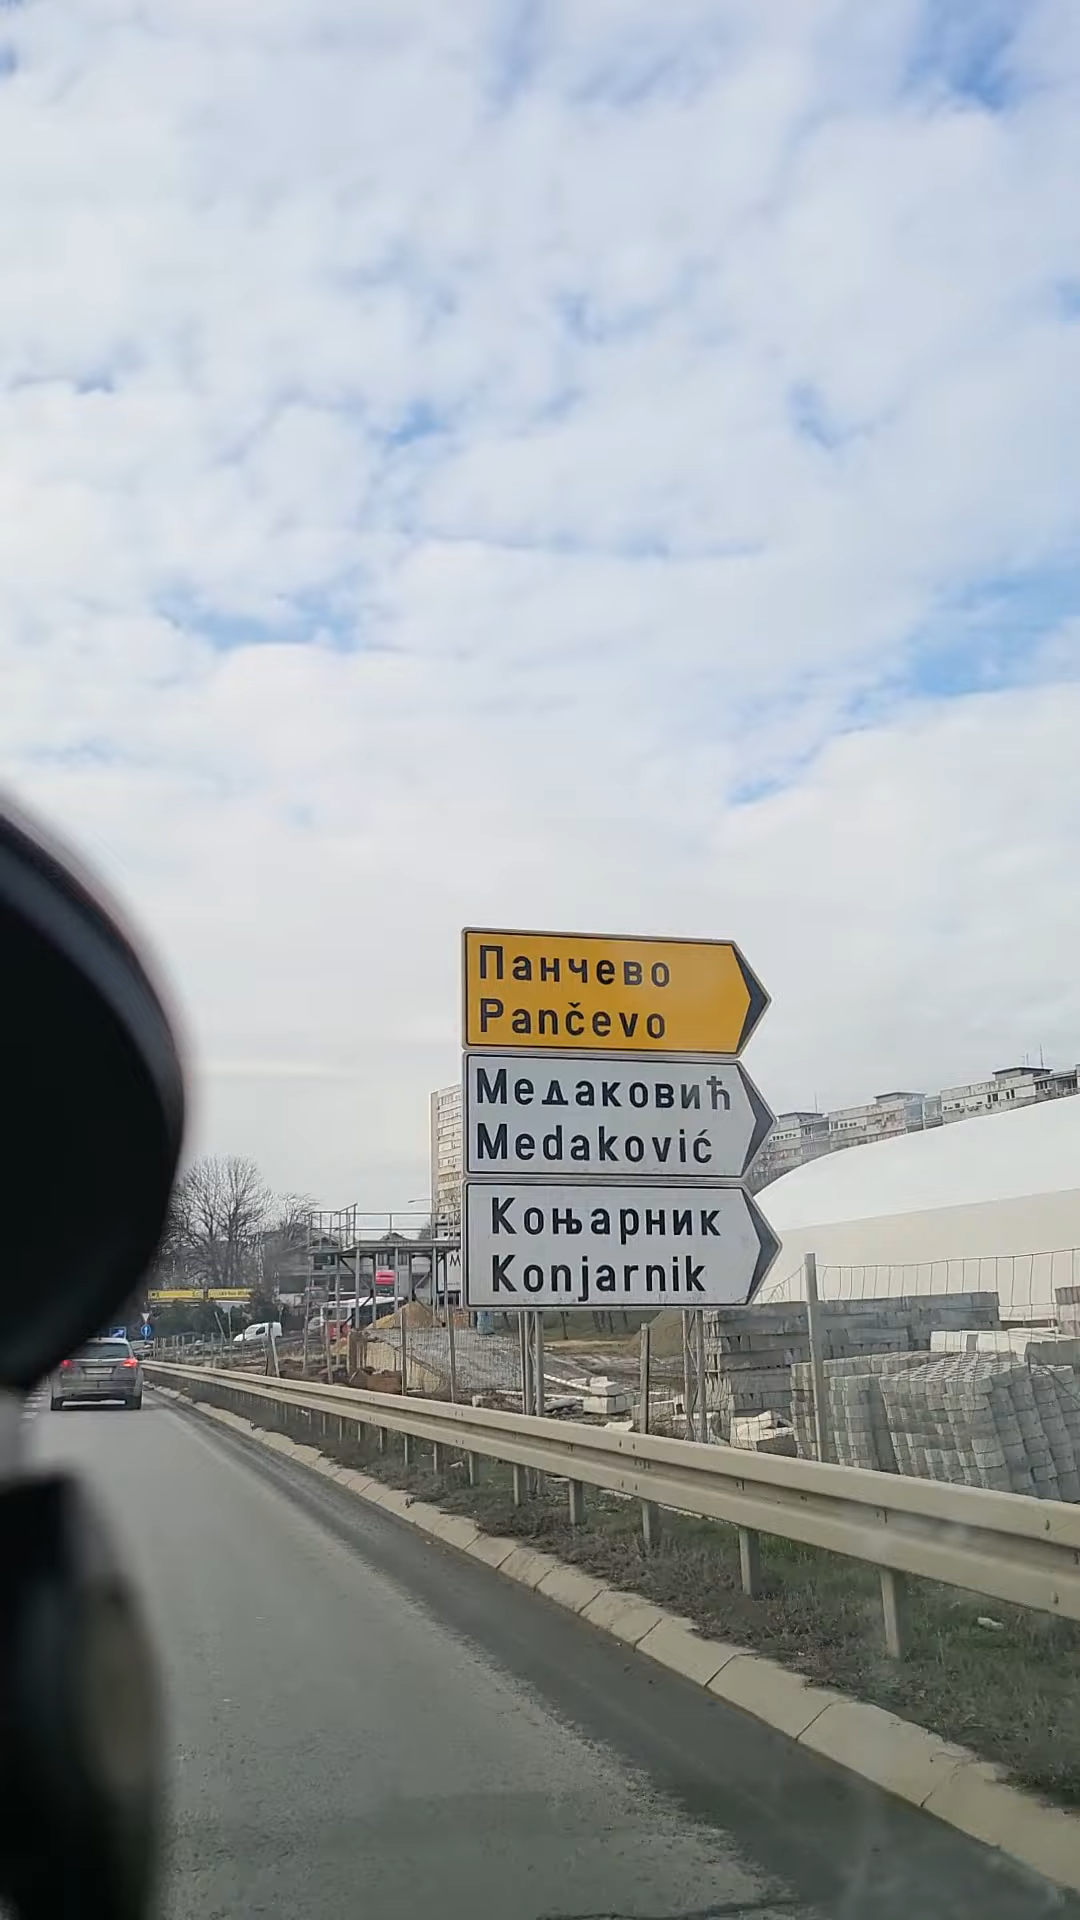 Панчево
Pančevo
Медаковић
Medaković
Коњарник
Konjarnik